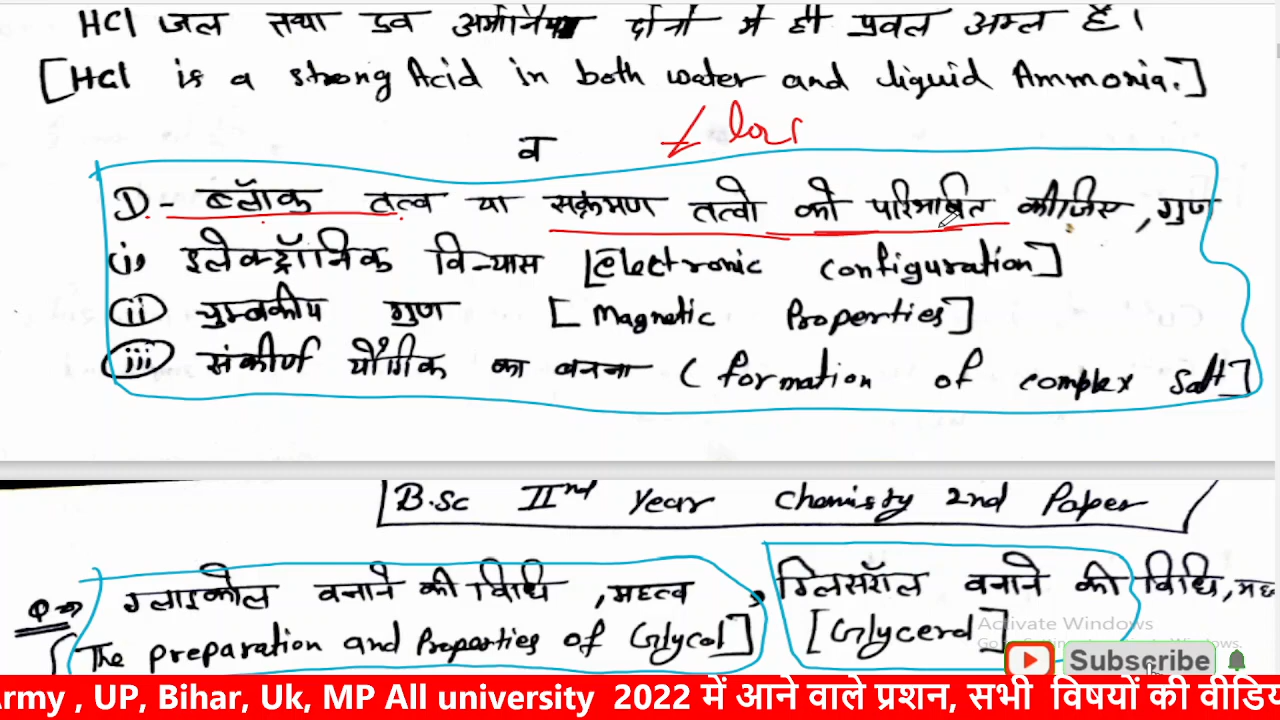 HCl जल तथा द्रव अमोनिया दोनों में ही प्रबल अम्ल है।
[HCl is a strong Acid in both water and liquid Ammonia.]
व
D- ब्लॉक तत्व या सक्रमण तत्वो को परिभाषित कीजिए, गुण
(i) इलेक्ट्रॉनिक विन्यास [electronic configuration]
(ii) चुम्बकीय गुण [Magnetic Properties]
(iii) संकीर्ण यौगिक का बनना (formation of complex Salt]
B.Sc IInd Year Chemistry 2nd Paper
Q⇒ ग्लाइकोल बनाने की विधि, महत्व, ग्लिसरॉल बनाने की विधि,
[The preparation and Properties of Glycol] [Glycerol]
Activate Windows
Subscribe
Army , UP, Bihar, Uk, MP All university 2022 में आने वाले प्रशन, सभी विषयों की वीडि